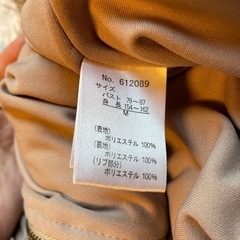 No. 612089
サイズ
バスト 79～87
身長 154～162
M
(表地)
ポリエステル 100%
(裏地)
ポリエステル 100%
(リブ部分)
ポリエステル 100%